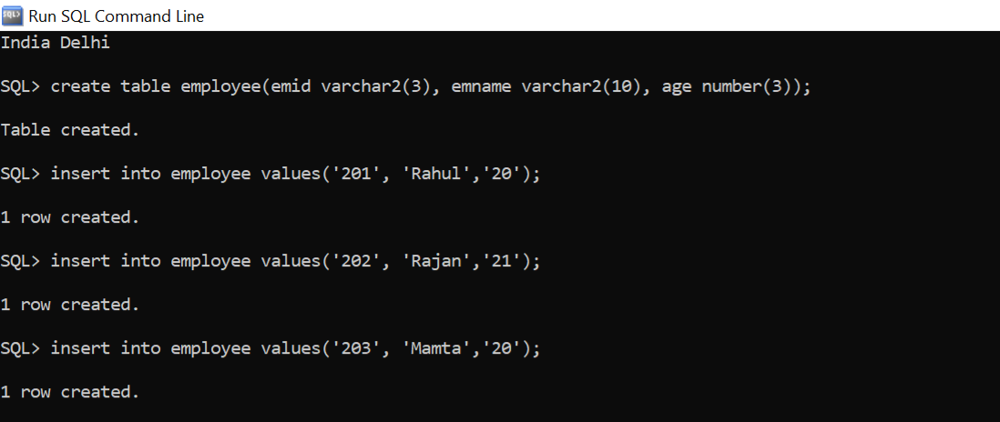 SQL>
Run SQL Command Line
India Delhi
SQL> create table employee(emid varchar2(3), emname varchar2(10), age number(3));
Table created.
SQL> insert into employee values('201', 'Rahul','20');
1 row created.
SQL> insert into employee values('202', 'Rajan','21');
1 row created.
SQL> insert into employee values('203', 'Mamta','20');
1 row created.